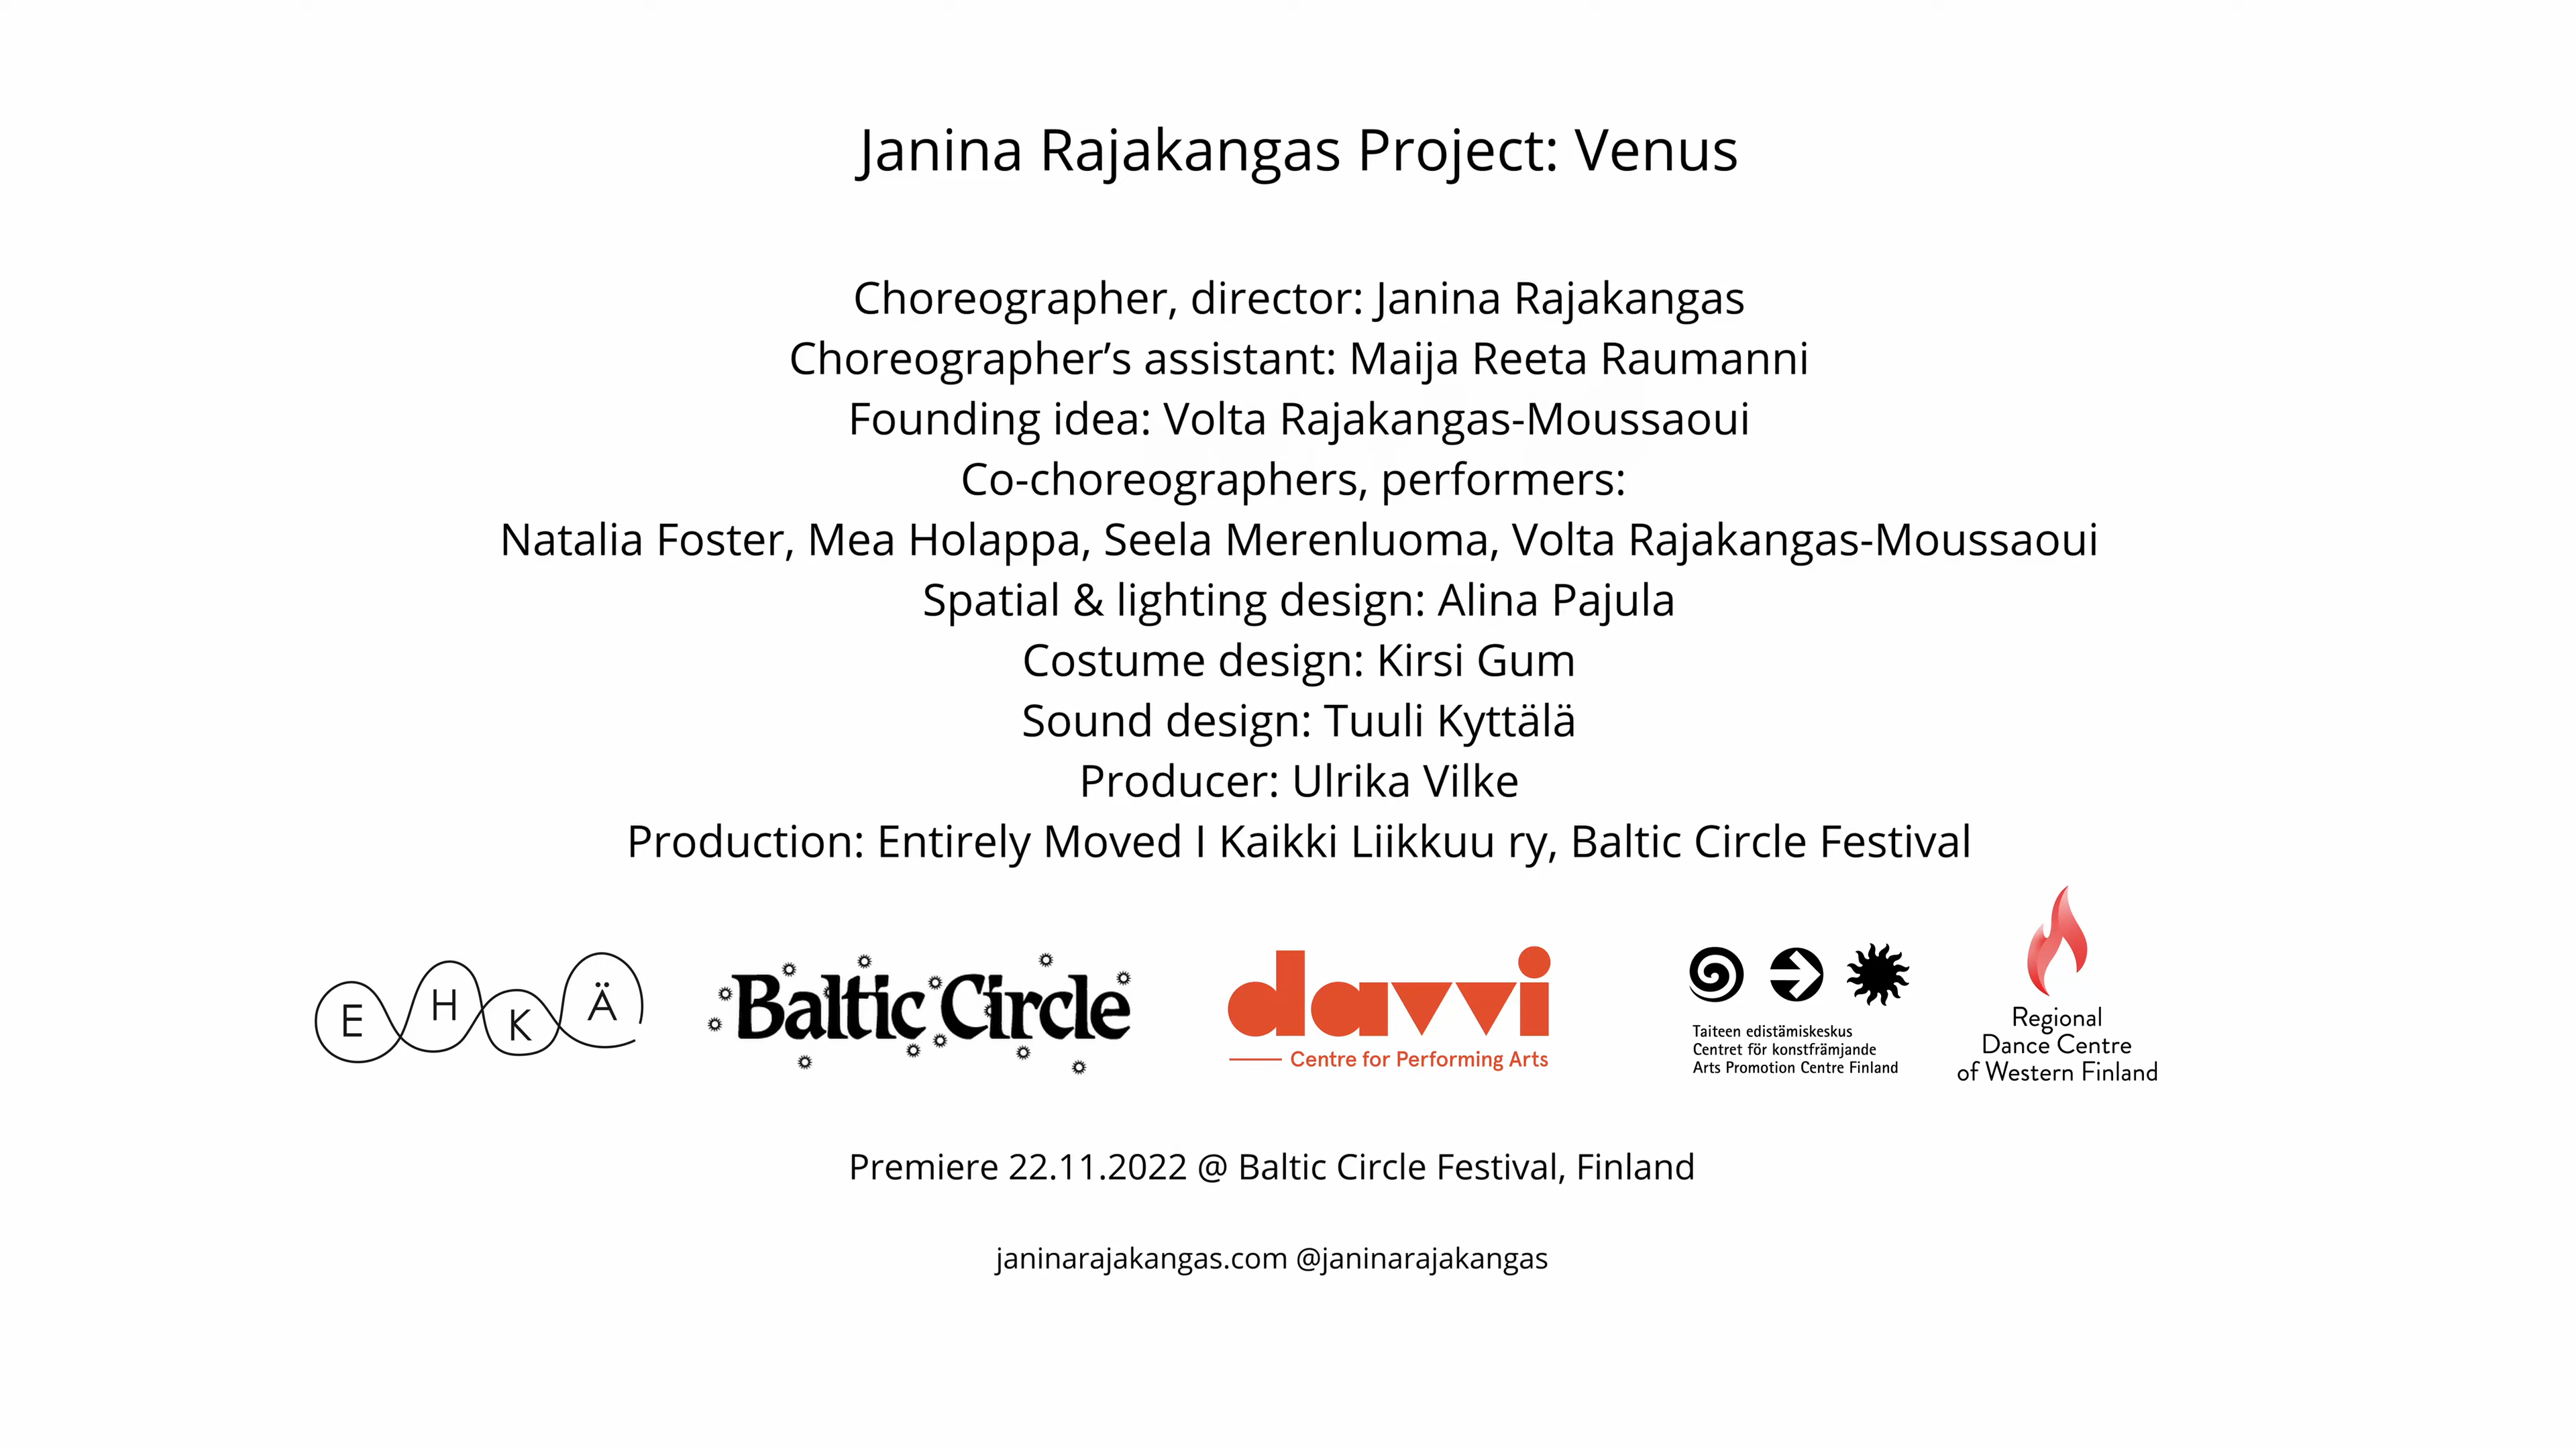 Janina Rajakangas Project: Venus
Choreographer, director: Janina Rajakangas
Choreographer’s assistant: Maija Reeta Raumanni
Founding idea: Volta Rajakangas-Moussaoui
Co-choreographers, performers:
Natalia Foster, Mea Holappa, Seela Merenluoma, Volta Rajakangas-Moussaoui
Spatial & lighting design: Alina Pajula
Costume design: Kirsi Gum
Sound design: Tuuli Kyttälä
Producer: Ulrika Vilke
Production: Entirely Moved I Kaikki Liikkuu ry, Baltic Circle Festival
EHKÄ
Baltic Circle
davvi
Centre for Performing Arts
Taiteen edistämiskeskus
Centret för konstfrämjande
Arts Promotion Centre Finland
Regional
Dance Centre
of Western Finland
Premiere 22.11.2022 @ Baltic Circle Festival, Finland
janinarajakangas.com @janinarajakangas